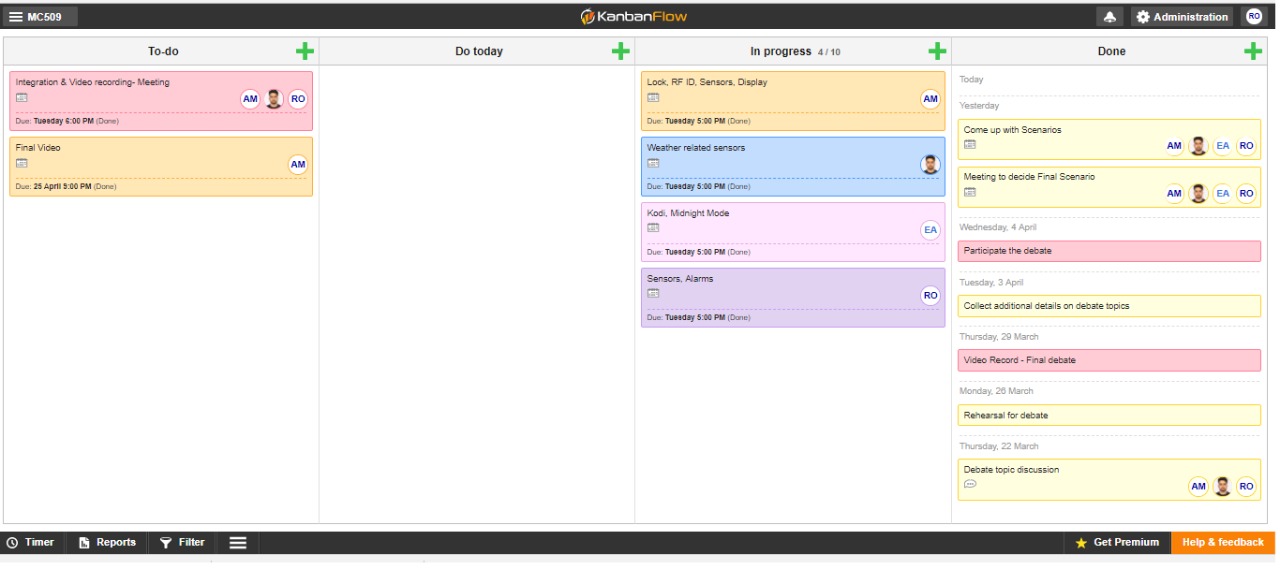 MC509
KanbanFlow
Administration
RO
To-do
Do today
In progress 4 / 10
Done
Integration & Video recording- Meeting
AM
RO
Due: Tuesday 6:00 PM (Done)
Final Video
AM
Due: 25 April 5:00 PM (Done)
Lock, RF ID, Sensors, Display
AM
Due: Tuesday 5:00 PM (Done)
Weather related sensors
Due: Tuesday 5:00 PM (Done)
Kodi, Midnight Mode
EA
Due: Tuesday 5:00 PM (Done)
Sensors, Alarms
RO
Due: Tuesday 5:00 PM (Done)
Today
Yesterday
Come up with Scenarios
AM EA RO
Meeting to decide Final Scenario
AM EA RO
Wednesday, 4 April
Participate the debate
Tuesday, 3 April
Collect additional details on debate topics
Thursday, 29 March
Video Record - Final debate
Monday, 26 March
Rehearsal for debate
Thursday, 22 March
Debate topic discussion
AM RO
Timer
Reports
Filter
Get Premium
Help & feedback